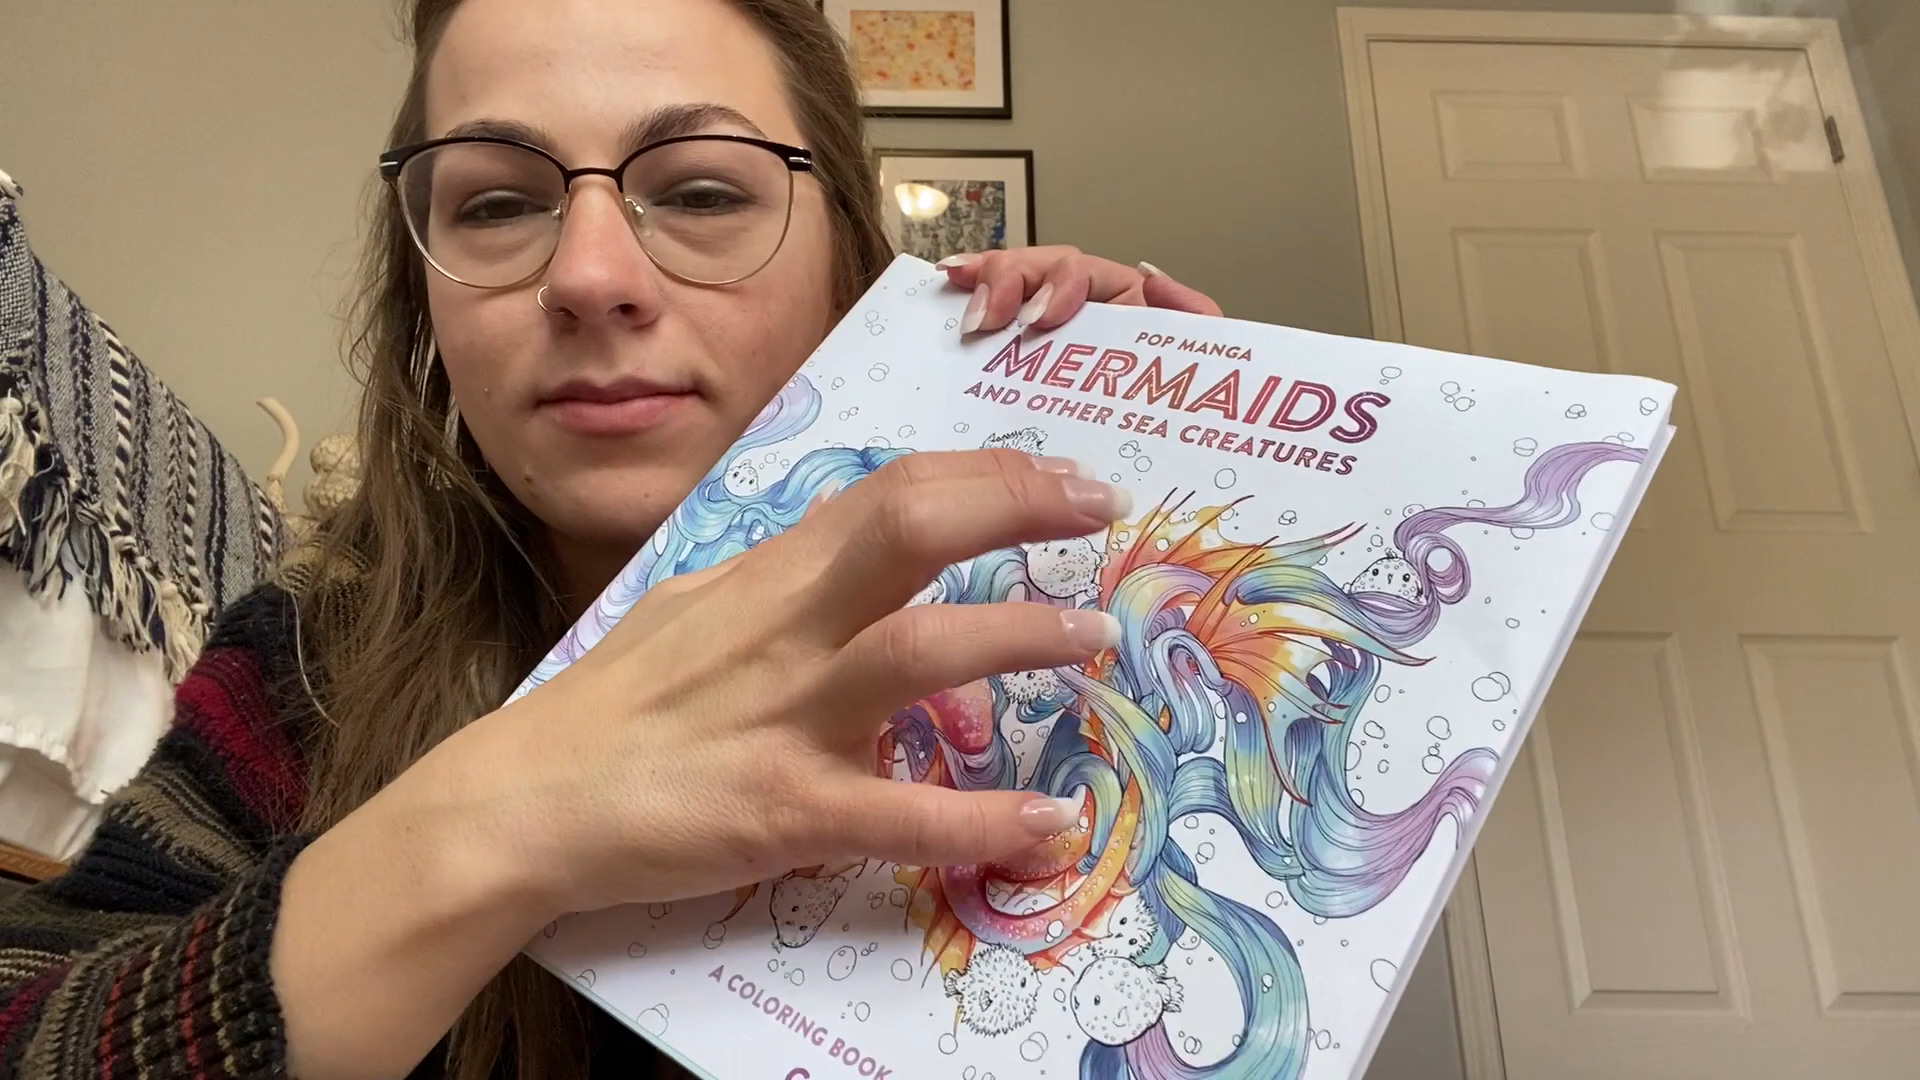 POP MANGA
MERMAIDS
AND OTHER SEA CREATURES
A COLORING BOOK